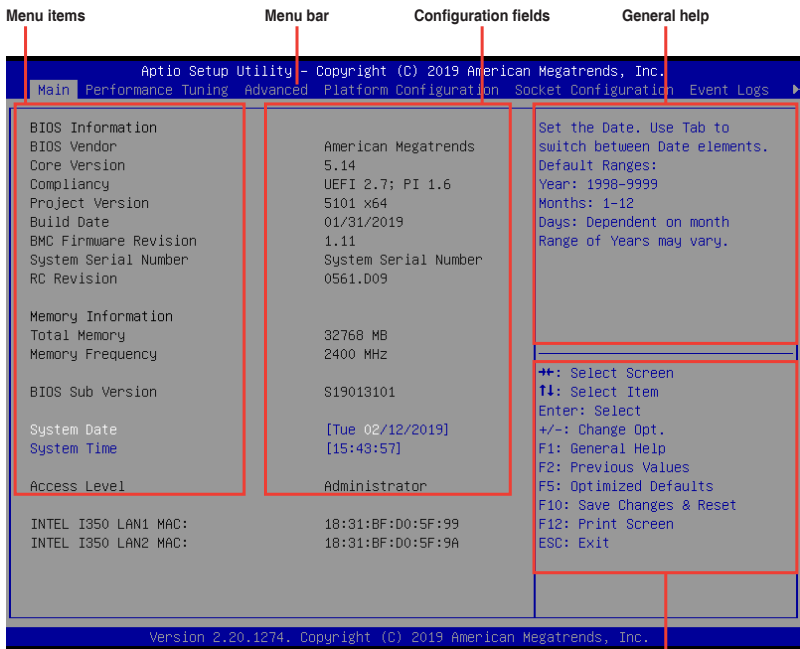 Menu items Menu bar Configuration fields General help
Aptio Setup Utility – Copyright (C) 2019 American Megatrends, Inc.
Main Performance Tuning Advanced Platform Configuration Socket Configuration Event Logs
BIOS Information
BIOS Vendor American Megatrends
Core Version 5.14
Compliancy UEFI 2.7; PI 1.6
Project Version 5101 x64
Build Date 01/31/2019
BMC Firmware Revision 1.11
System Serial Number System Serial Number
RC Revision 0561.D09
Memory Information
Total Memory 32768 MB
Memory Frequency 2400 MHz
BIOS Sub Version S19013101
System Date [Tue 02/12/2019]
System Time [15:43:57]
Access Level Administrator
INTEL I350 LAN1 MAC: 18:31:BF:D0:5F:99
INTEL I350 LAN2 MAC: 18:31:BF:D0:5F:9A
Set the Date. Use Tab to
switch between Date elements.
Default Ranges:
Year: 1998-9999
Months: 1-12
Days: Dependent on month
Range of Years may vary.
→←: Select Screen
↑↓: Select Item
Enter: Select
+/-: Change Opt.
F1: General Help
F2: Previous Values
F5: Optimized Defaults
F10: Save Changes & Reset
F12: Print Screen
ESC: Exit
Version 2.20.1274. Copyright (C) 2019 American Megatrends, Inc.